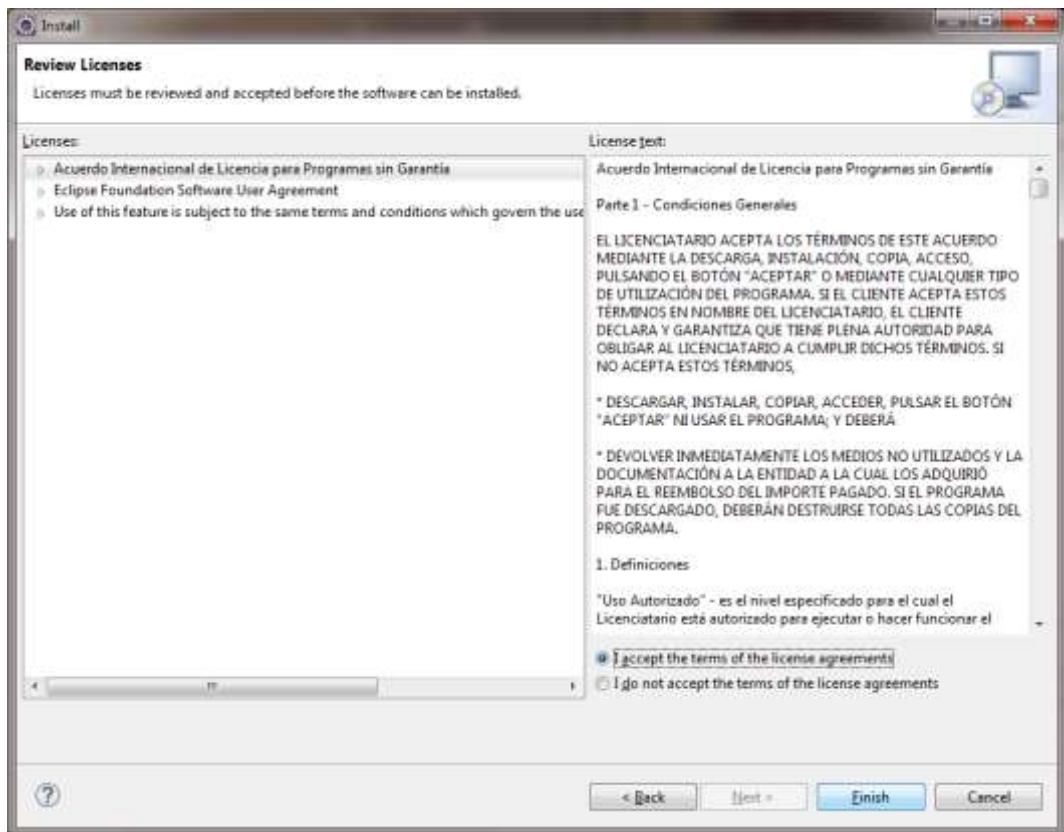 Install
Review Licenses
Licenses must be reviewed and accepted before the software can be installed.
Licenses:
Acuerdo Internacional de Licencia para Programas sin Garantía
Eclipse Foundation Software User Agreement
Use of this feature is subject to the same terms and conditions which govern the use
License text:
Acuerdo Internacional de Licencia para Programas sin Garantía
Parte 1 - Condiciones Generales
EL LICENCIATARIO ACEPTA LOS TÉRMINOS DE ESTE ACUERDO
MEDIANTE LA DESCARGA, INSTALACIÓN, COPIA, ACCESO,
PULSANDO EL BOTÓN "ACEPTAR" O MEDIANTE CUALQUIER TIPO
DE UTILIZACIÓN DEL PROGRAMA. SI EL CLIENTE ACEPTA ESTOS
TÉRMINOS EN NOMBRE DEL LICENCIATARIO, EL CLIENTE
DECLARA Y GARANTIZA QUE TIENE PLENA AUTORIDAD PARA
OBLIGAR AL LICENCIATARIO A CUMPLIR DICHOS TÉRMINOS. SI
NO ACEPTA ESTOS TÉRMINOS,
* DESCARGAR, INSTALAR, COPIAR, ACCEDER, PULSAR EL BOTÓN
"ACEPTAR" NI USAR EL PROGRAMA; Y DEBERÁ
* DEVOLVER INMEDIATAMENTE LOS MEDIOS NO UTILIZADOS Y LA
DOCUMENTACIÓN A LA ENTIDAD A LA CUAL LOS ADQUIRIÓ
PARA EL REEMBOLSO DEL IMPORTE PAGADO. SI EL PROGRAMA
FUE DESCARGADO, DEBERÁN DESTRUIRSE TODAS LAS COPIAS DEL
PROGRAMA.
1. Definiciones
"Uso Autorizado" - es el nivel especificado para el cual el
Licenciatario está autorizado para ejecutar o hacer funcionar el
I accept the terms of the license agreements
I do not accept the terms of the license agreements
< Back
Next >
Finish
Cancel